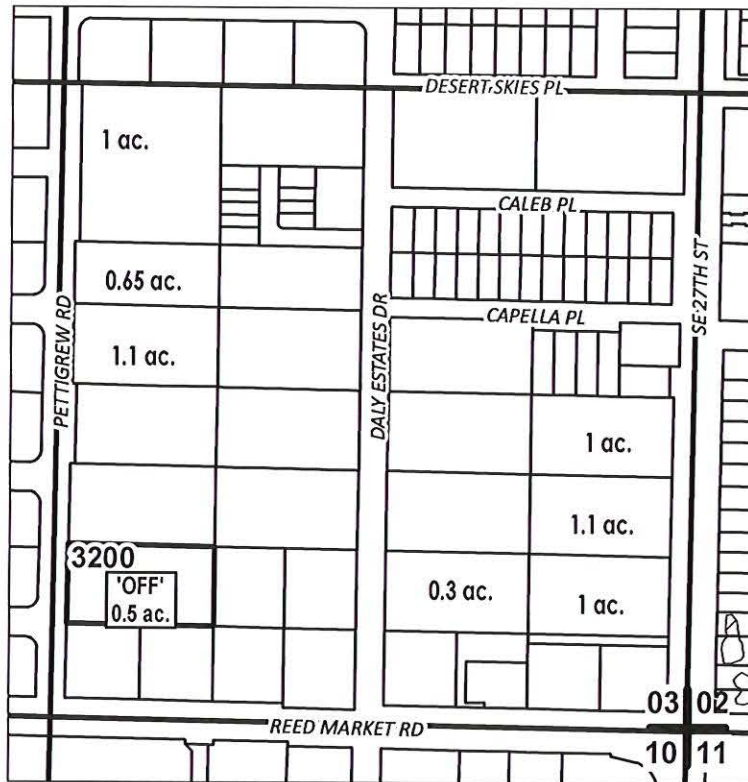 DESERT SKIES PL
1 ac.
CALEB PL
SE 27TH ST
0.65 ac.
DALY ESTATES DR
CAPELLA PL
PETTIGREW RD
1.1 ac.
1 ac.
1.1 ac.
3200
'OFF'
0.5 ac.
0.3 ac.
1 ac.
03 02
REED MARKET RD
10 11